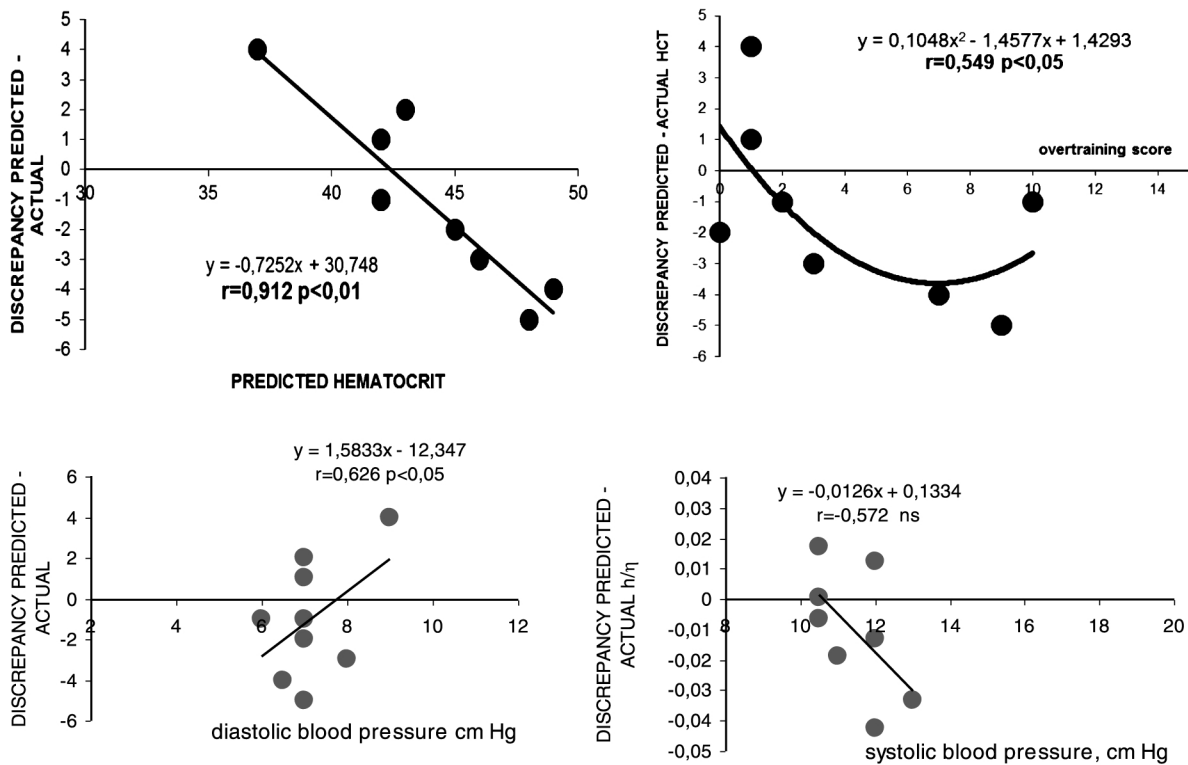 DISCREPANCY PREDICTED -
ACTUAL
5
4
3
2
1
0
-1
-2
-3
-4
-5
-6
30 35 40 45 50
y = -0,7252x + 30,748
r=0,912 p<0,01
PREDICTED HEMATOCRIT
DISCREPANCY PREDICTED - ACTUAL HCT
5
4
3
2
1
0
-1
-2
-3
-4
-5
-6
y = 0,1048x² - 1,4577x + 1,4293
r=0,549 p<0,05
overtraining score
0 2 4 6 8 10 12 14
DISCREPANCY PREDICTED -
ACTUAL
y = 1,5833x - 12,347
r=0,626 p<0,05
6
4
2
0
-2
-4
-6
2 4 6 8 10 12
diastolic blood pressure cm Hg
DISCREPANCY PREDICTED -
ACTUAL h/η
0,04
0,03
0,02
0,01
0
-0,01
-0,02
-0,03
-0,04
-0,05
y = -0,0126x + 0,1334
r=-0,572 ns
8 10 12 14 16 18 20
systolic blood pressure, cm Hg